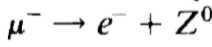 μ⁻ → e⁻ + Z⁰